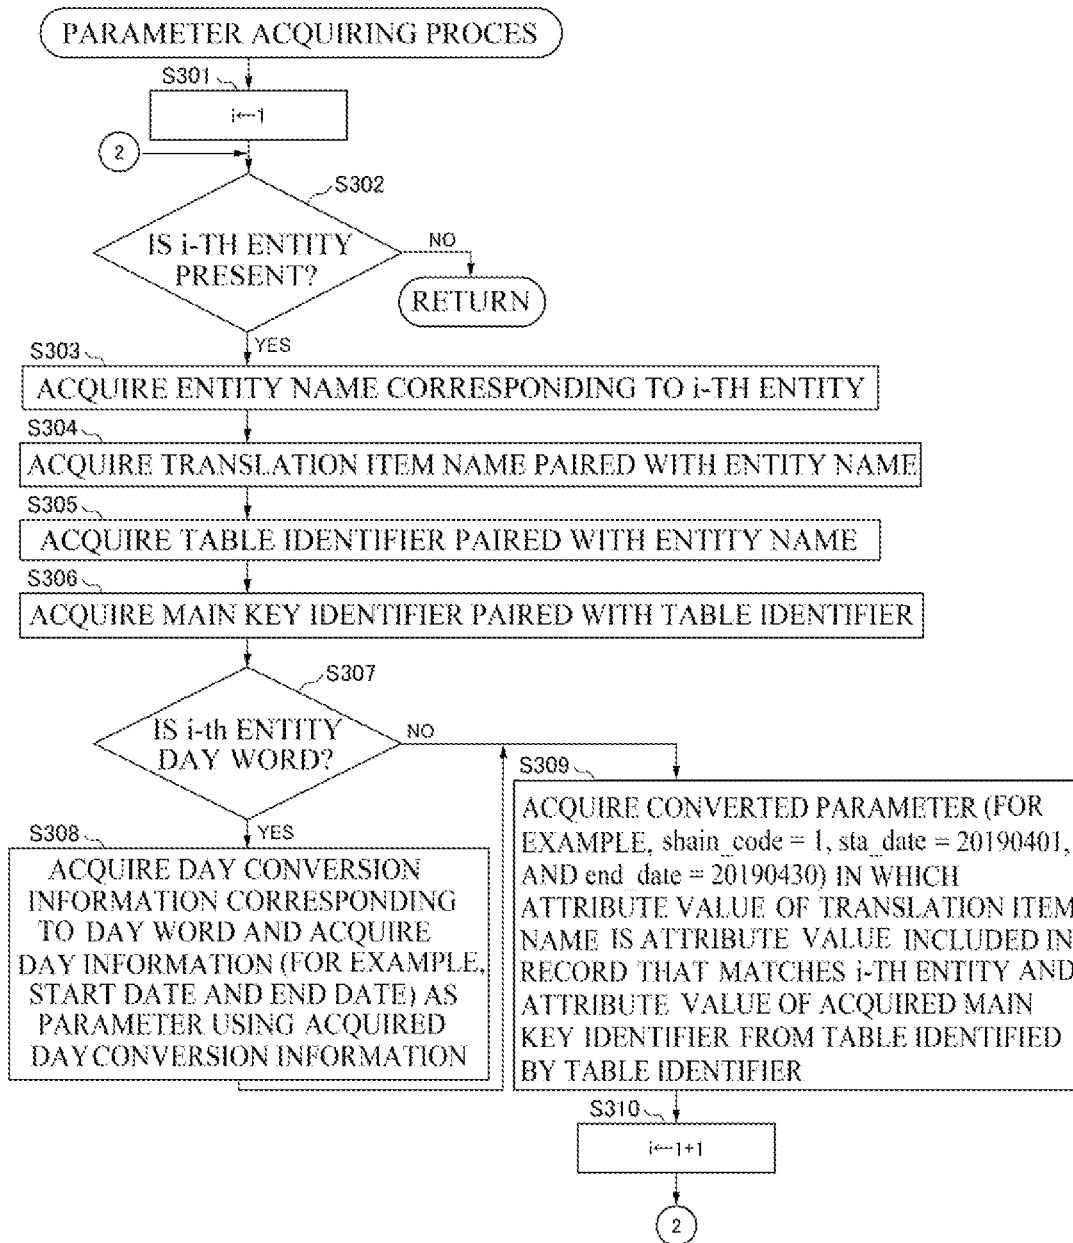 PARAMETER ACQUIRING PROCES
S301
i←1
2
S302
IS i-TH ENTITY
PRESENT?
NO
RETURN
YES
S303
ACQUIRE ENTITY NAME CORRESPONDING TO i-TH ENTITY
S304
ACQUIRE TRANSLATION ITEM NAME PAIRED WITH ENTITY NAME
S305
ACQUIRE TABLE IDENTIFIER PAIRED WITH ENTITY NAME
S306
ACQUIRE MAIN KEY IDENTIFIER PAIRED WITH TABLE IDENTIFIER
S307
IS i-th ENTITY
DAY WORD?
NO
YES
S308
ACQUIRE DAY CONVERSION
INFORMATION CORRESPONDING
TO DAY WORD AND ACQUIRE
DAY INFORMATION (FOR EXAMPLE,
START DATE AND END DATE) AS
PARAMETER USING ACQUIRED
DAY CONVERSION INFORMATION
S309
ACQUIRE CONVERTED PARAMETER (FOR
EXAMPLE, shain_code = 1, sta_date = 20190401,
AND end_date = 20190430) IN WHICH
ATTRIBUTE VALUE OF TRANSLATION ITEM
NAME IS ATTRIBUTE VALUE INCLUDED IN
RECORD THAT MATCHES i-TH ENTITY AND
ATTRIBUTE VALUE OF ACQUIRED MAIN
KEY IDENTIFIER FROM TABLE IDENTIFIED
BY TABLE IDENTIFIER
S310
i←1+1
2